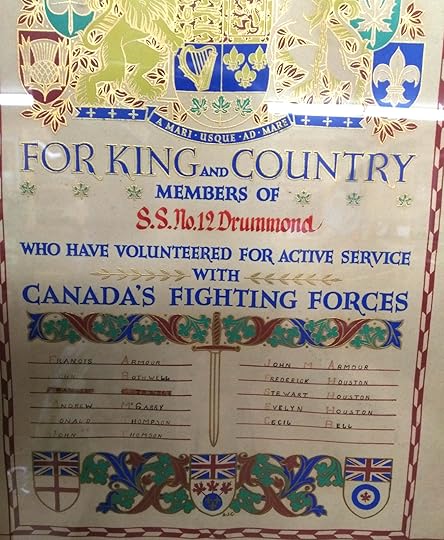 A · MARI · USQUE · AD · MARE
FOR KING AND COUNTRY
MEMBERS OF
S.S. No. 12 Drummond
WHO HAVE VOLUNTEERED FOR ACTIVE SERVICE
WITH
CANADA'S FIGHTING FORCES
FRANCIS ARMOUR
BOTHWELL
ANDREW McGARRY
DONALD THOMPSON
JOHN THOMSON
JOHN M ARMOUR
FREDERICK HOUSTON
STEWART HOUSTON
EVELYN HOUSTON
CECIL BELL